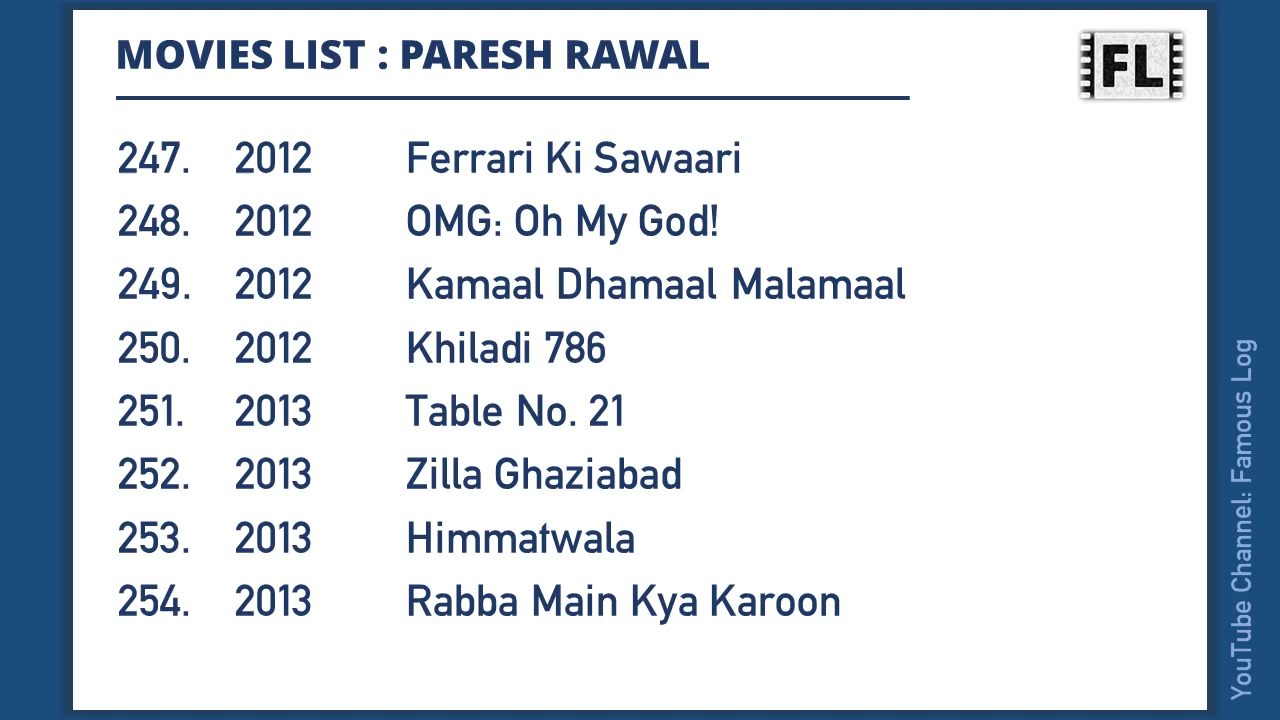 MOVIES LIST : PARESH RAWAL
FL
247. 2012 Ferrari Ki Sawaari
248. 2012 OMG: Oh My God!
249. 2012 Kamaal Dhamaal Malamaal
250. 2012 Khiladi 786
251. 2013 Table No. 21
252. 2013 Zilla Ghaziabad
253. 2013 Himmatwala
254. 2013 Rabba Main Kya Karoon
YouTube Channel: Famous Log